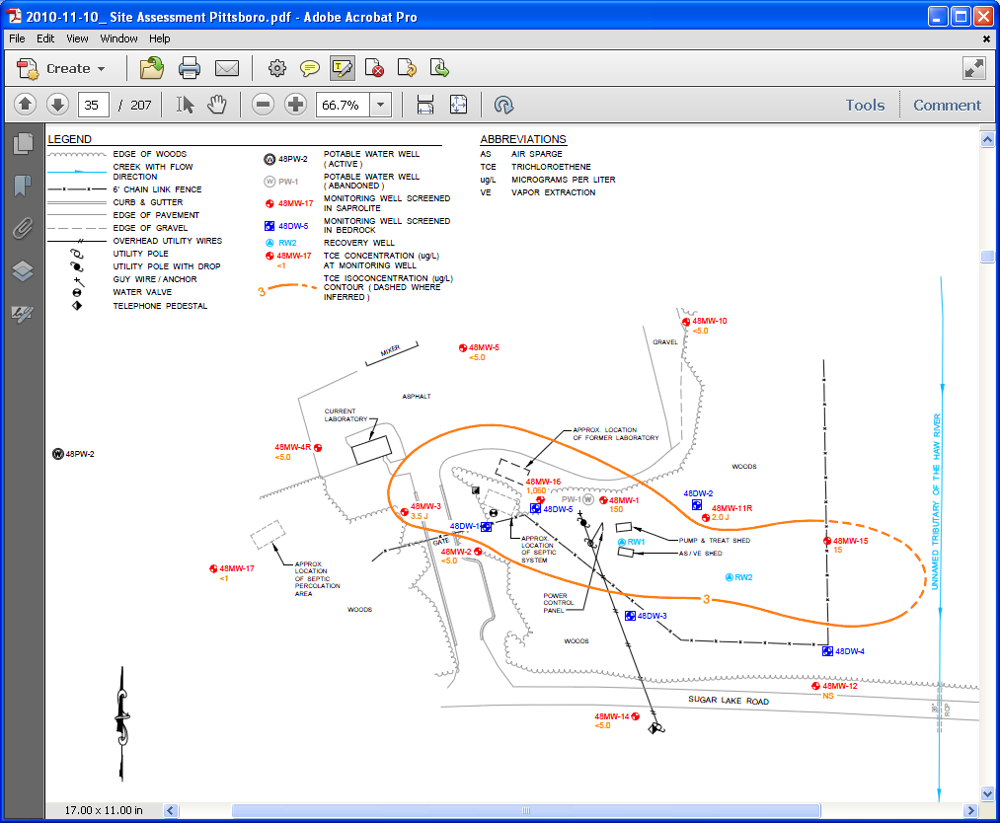 2010-11-10_ Site Assessment Pittsboro.pdf - Adobe Acrobat Pro
File Edit View Window Help
Create
35 / 207
66.7%
Tools Comment
LEGEND
EDGE OF WOODS
CREEK WITH FLOW
DIRECTION
6' CHAIN LINK FENCE
CURB & GUTTER
EDGE OF PAVEMENT
EDGE OF GRAVEL
OVERHEAD UTILITY WIRES
UTILITY POLE
UTILITY POLE WITH DROP
GUY WIRE / ANCHOR
WATER VALVE
TELEPHONE PEDESTAL
W 48PW-2 POTABLE WATER WELL
( ACTIVE )
W PW-1 POTABLE WATER WELL
( ABANDONED )
48MW-17 MONITORING WELL SCREENED
IN SAPROLITE
48DW-5 MONITORING WELL SCREENED
IN BEDROCK
RW2 RECOVERY WELL
48MW-17 TCE CONCENTRATION (ug/L)
<1 AT MONITORING WELL
3 TCE ISOCONCENTRATION (ug/L)
CONTOUR ( DASHED WHERE
INFERRED )
ABBREVIATIONS
AS AIR SPARGE
TCE TRICHLOROETHENE
ug/L MICROGRAMS PER LITER
VE VAPOR EXTRACTION
48MW-10
<5.0
GRAVEL
MIXER
48MW-5
<5.0
ASPHALT
CURRENT
LABORATORY
APPROX. LOCATION
OF FORMER LABORATORY
48MW-4R
<5.0
W 48PW-2
WOODS
48MW-16
1,060
48DW-5
PW-1 W
48MW-1
150
48DW-2
48MW-11R
2.0 J
48MW-3
3.5 J
48DW-1
GATE
48MW-2
<5.0
APPROX.
LOCATION
OF SEPTIC
SYSTEM
RW1
PUMP & TREAT SHED
AS / VE SHED
48MW-15
15
UNNAMED TRIBUTARY OF THE HAW RIVER
48MW-17
<1
APPROX.
LOCATION
OF SEPTIC
PERCOLATION
AREA
RW2
POWER
CONTROL
PANEL
3
WOODS
48DW-3
WOODS
48DW-4
48MW-12
NS
SUGAR LAKE ROAD
48MW-14
<5.0
RCP
17.00 x 11.00 in